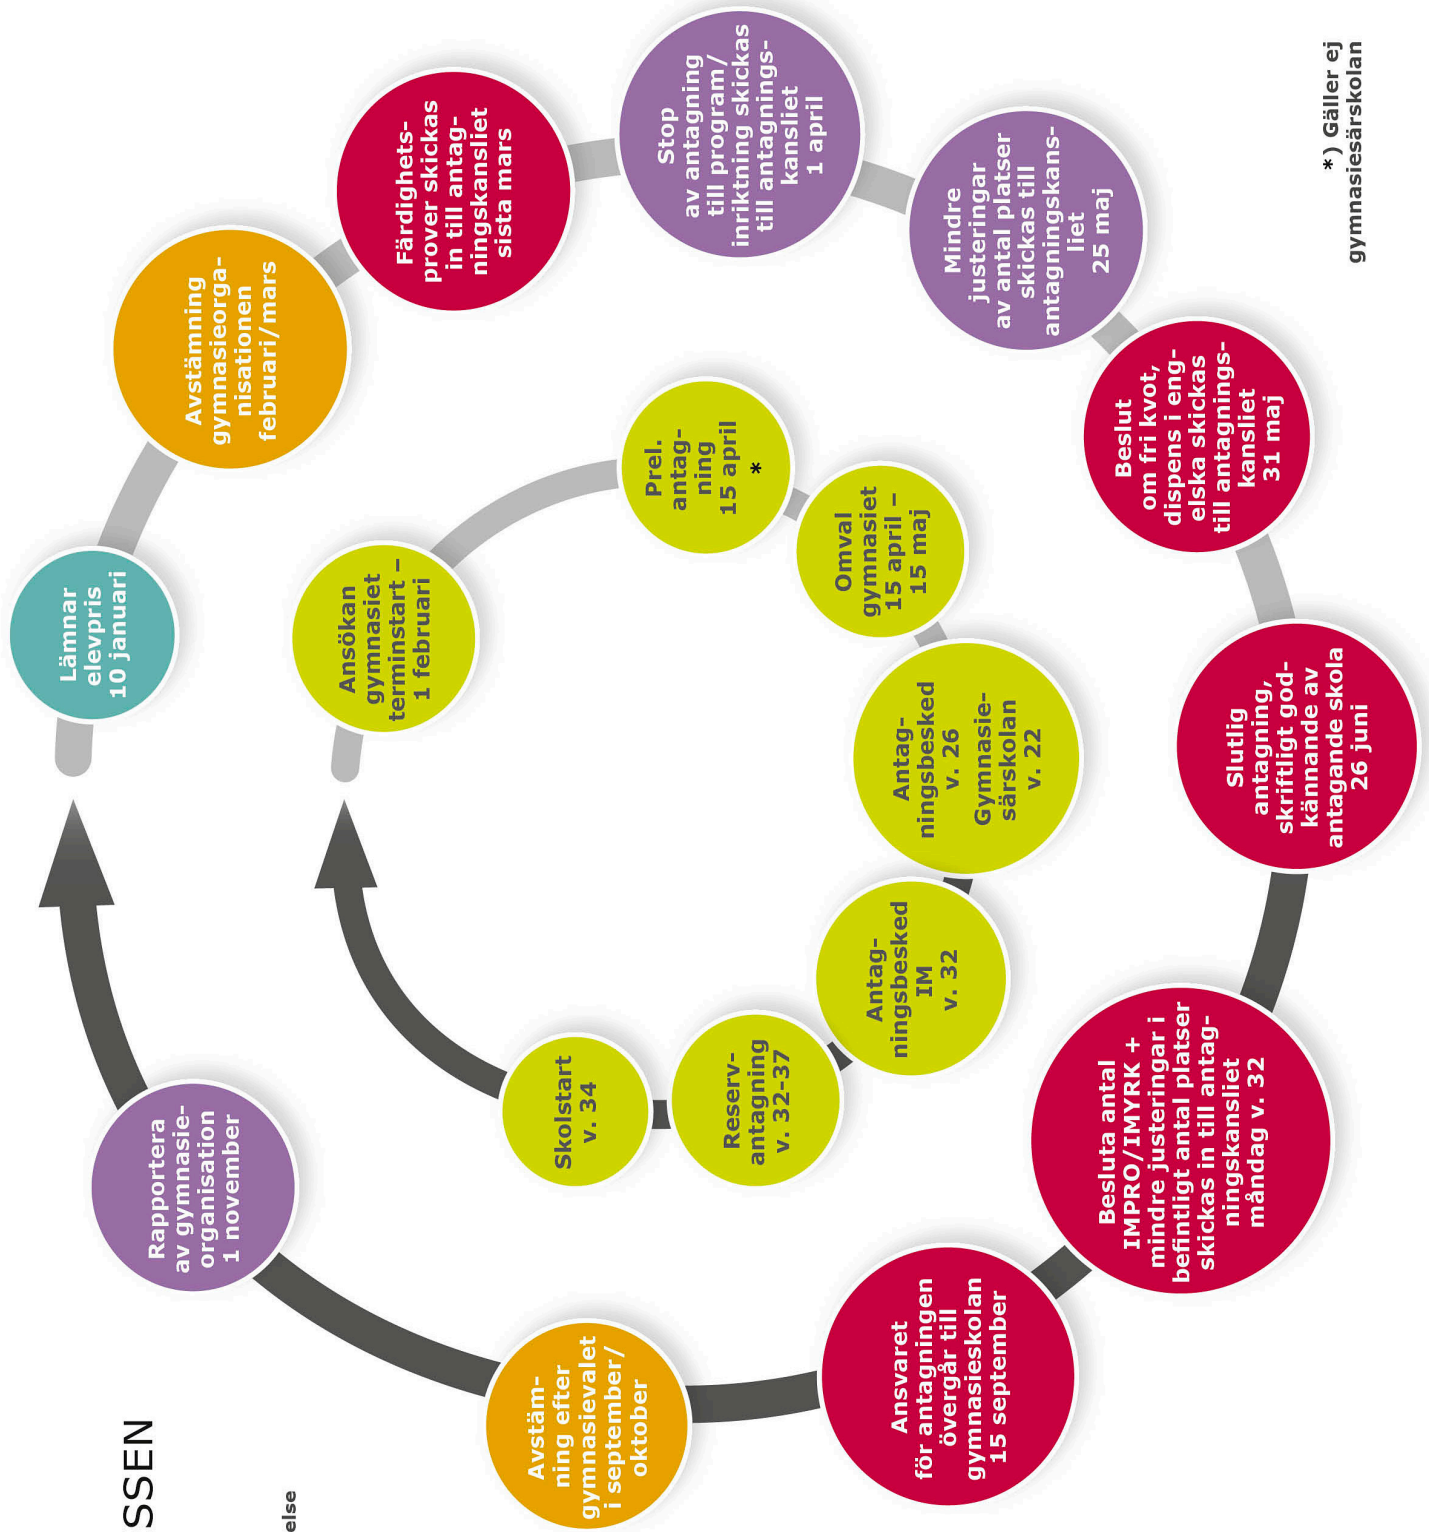 SSEN
else
Lämnar
elevpris
10 januari
Avstämning
gymnasieorga-
nisationen
februari/mars
Färdighets-
prover skickas
in till antag-
ningskansliet
sista mars
Stop
av antagning
till program/
inriktning skickas
till antagnings-
kansliet
1 april
Mindre
justeringar
av antal platser
skickas till
antagningskans-
liet
25 maj
Beslut
om fri kvot,
dispens i eng-
elska skickas
till antagnings-
kansliet
31 maj
Slutlig
antagning,
skriftligt god-
kännande av
antagande skola
26 juni
Besluta antal
IMPRO/IMYRK +
mindre justeringar i
befintligt antal platser
skickas in till antag-
ningskansliet
måndag v. 32
Ansvaret
för antagningen
övergår till
gymnasieskolan
15 september
Avstäm-
ning efter
gymnasievalet
i september/
oktober
Rapportera
av gymnasie-
organisation
1 november
Ansökan
gymnasiet
terminstart –
1 februari
Prel.
antag-
ning
15 april
*
Omval
gymnasiet
15 april –
15 maj
Antag-
ningsbesked
v. 26
Gymnasie-
särskolan
v. 22
Antag-
ningsbesked
IM
v. 32
Reserv-
antagning
v. 32–37
Skolstart
v. 34
*) Gäller ej
gymnasiesärskolan